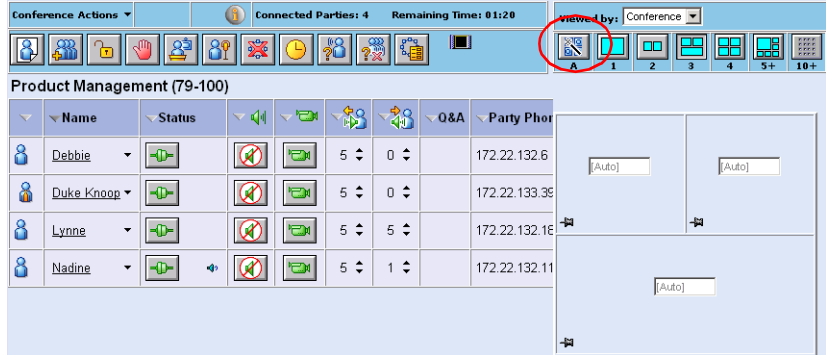 Conference Actions
Connected Parties: 4 Remaining Time: 01:20
Viewed by: Conference
A 1 2 3 4 5+ 10+
Product Management (79-100)
Name Status Q&A Party Phon
Debbie 5 0 172.22.132.6
Duke Knoop 5 0 172.22.133.39
Lynne 5 5 172.22.132.18
Nadine 5 1 172.22.132.11
[Auto] [Auto]
[Auto]